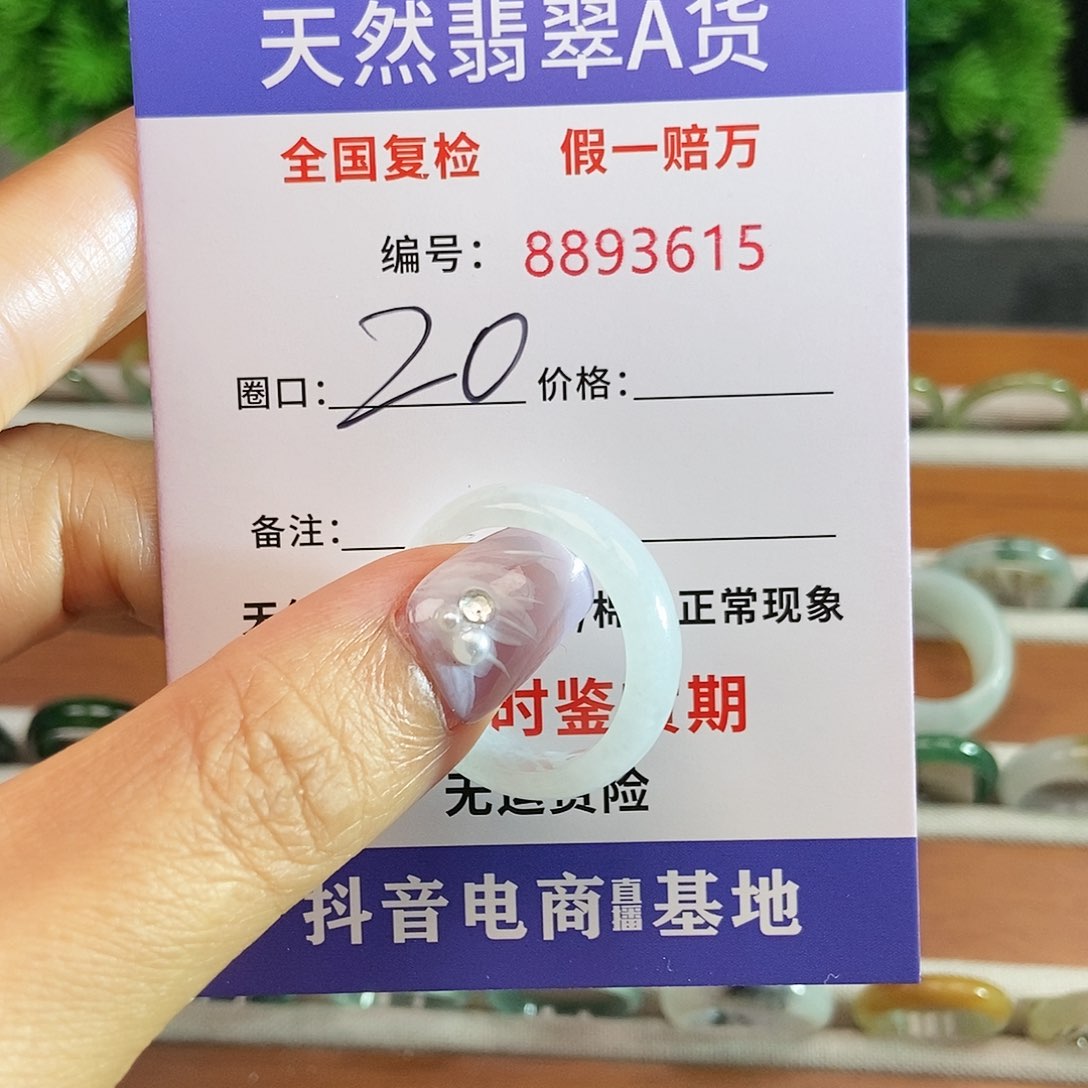 天然翡翠A货
全国复检 假一赔万
编号：8893615
圈口：20 价格：
备注：
正常现象
时鉴 期
无 险
抖音电商直播基地